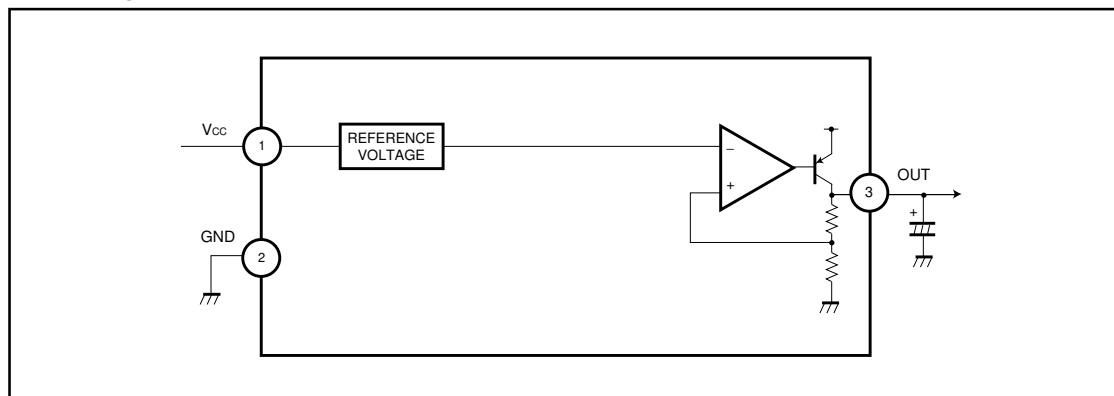 Vcc
1
REFERENCE
VOLTAGE
−
+
OUT
3
+
GND
2